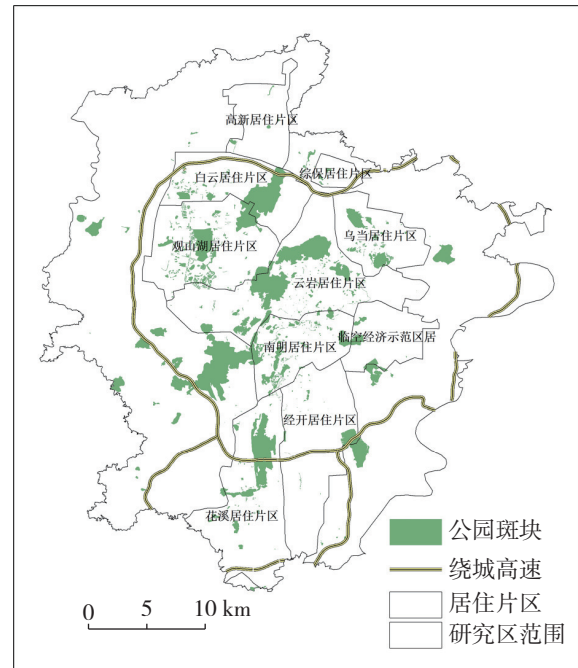 高新居住片区
白云居住片区
综保居住片区
观山湖居住片区
乌当居住片区
云岩居住片区
南明居住片区
临空经济示范区居
经开居住片区
花溪居住片区
公园斑块
绕城高速
居住片区
研究区范围
0 5 10 km